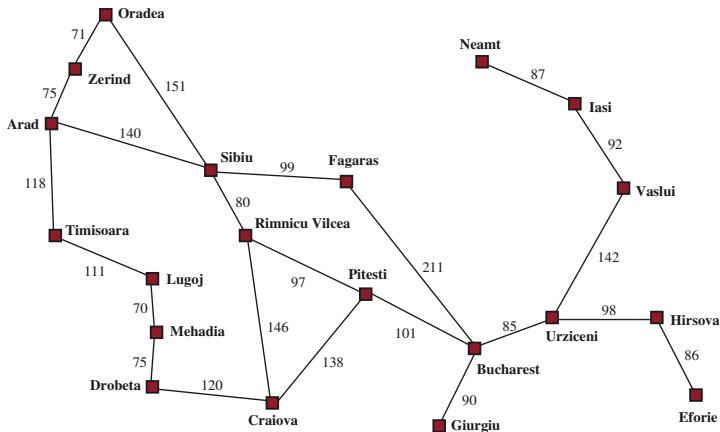 Oradea
71
Neamt
Zerind
87
75
151
Iasi
Arad
140
92
Sibiu
Fagaras
99
118
Vaslui
80
Timisoara
Rimnicu Vilcea
142
111
211
Lugoj
97
Pitesti
70
98
Hirsova
146
101
85
Mehadia
Urziceni
138
86
75
Bucharest
Drobeta
120
90
Craiova
Giurgiu
Eforie